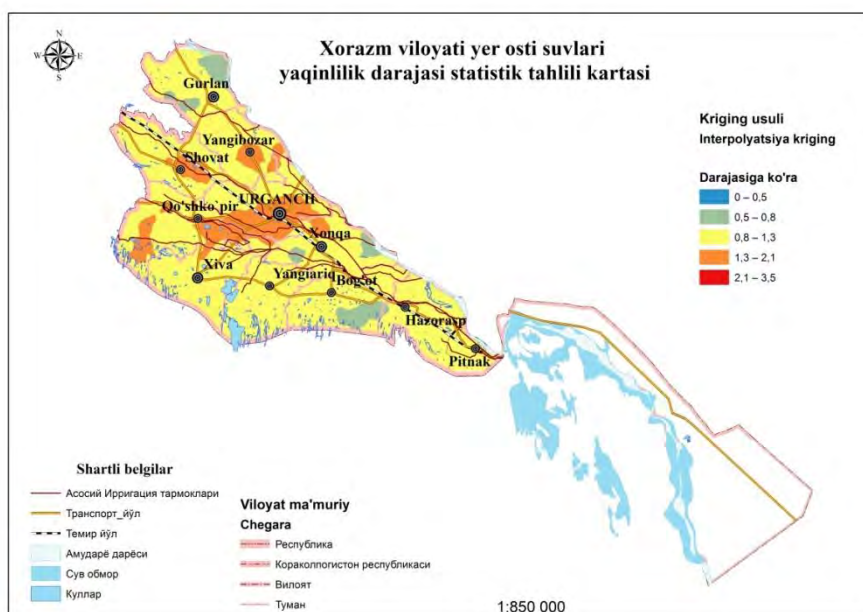 N
W E
S
Xorazm viloyati yer osti suvlari
yaqinlilik darajasi statistik tahlili kartasi
Gurlan
Yangibozar
Shovat
URGANCH
Qo'shko`pir
Xonqa
Xiva
Yangiariq
Bog'ot
Hazorasp
Pitnak
Kriging usuli
Interpolyatsiya kriging
Darajasiga ko'ra
0 – 0,5
0,5 – 0,8
0,8 – 1,3
1,3 – 2,1
2,1 – 3,5
Shartli belgilar
Асосий Ирригация тармоклари
Транспорт_йўл
Темир йўл
Амударё дарёси
Сув обмор
Куллар
Viloyat ma'muriy
Chegara
Республика
Кораколпогистон республикаси
Вилоят
Туман
1:850 000